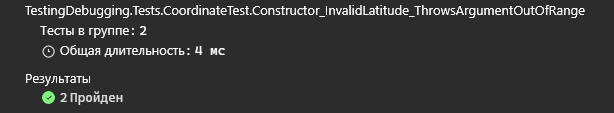 TestingDebugging.Tests.CoordinateTest.Constructor_InvalidLatitude_ThrowsArgumentOutOfRange
Тесты в группе: 2
Общая длительность: 4 мс
Результаты
2 Пройден